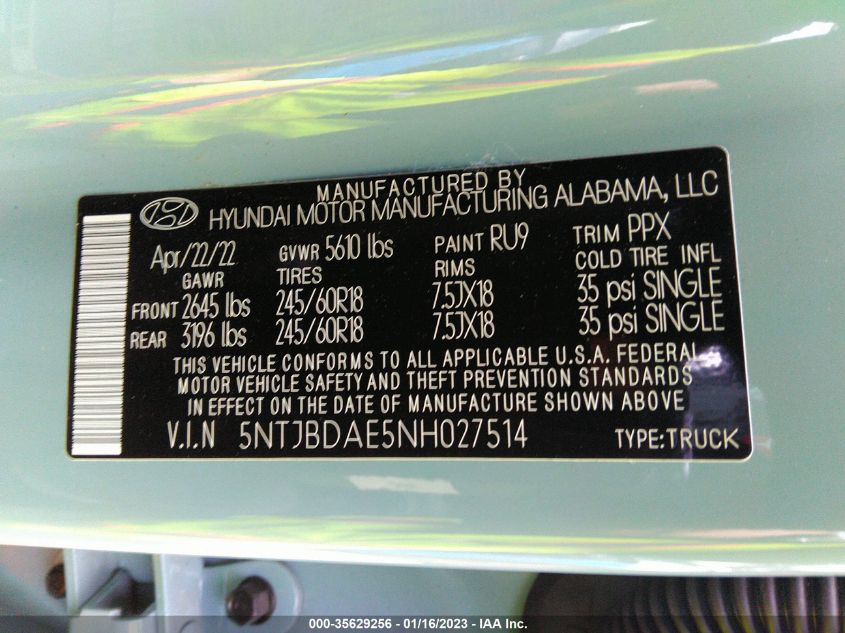 MANUFACTURED BY
HYUNDAI MOTOR MANUFACTURING ALABAMA, LLC
Apr/22/22 GVWR 5610 lbs PAINT RU9 TRIM PPX
GAWR TIRES RIMS COLD TIRE INFL
FRONT 2645 lbs 245/60R18 7.5JX18 35 psi SINGLE
REAR 3196 lbs 245/60R18 7.5JX18 35 psi SINGLE
THIS VEHICLE CONFORMS TO ALL APPLICABLE U.S.A. FEDERAL
MOTOR VEHICLE SAFETY AND THEFT PREVENTION STANDARDS
IN EFFECT ON THE DATE OF MANUFACTURE SHOWN ABOVE
V.I.N 5NTJBDAE5NH027514 TYPE:TRUCK
000-35629256 - 01/16/2023 - IAA Inc.